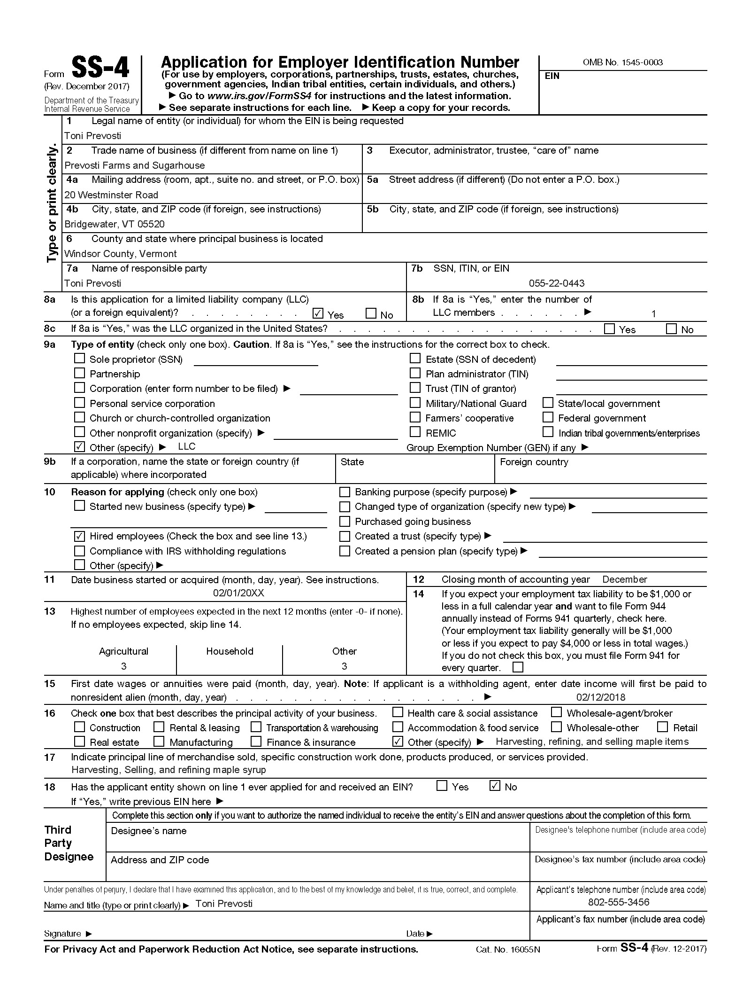 Form SS-4
(Rev. December 2017)
Department of the Treasury
Internal Revenue Service
Application for Employer Identification Number
(For use by employers, corporations, partnerships, trusts, estates, churches,
government agencies, Indian tribal entities, certain individuals, and others.)
▶ Go to www.irs.gov/FormSS4 for instructions and the latest information.
▶ See separate instructions for each line. ▶ Keep a copy for your records.
OMB No. 1545-0003
EIN
Type or print clearly.
1 Legal name of entity (or individual) for whom the EIN is being requested
Toni Prevosti
2 Trade name of business (if different from name on line 1)
Prevosti Farms and Sugarhouse
3 Executor, administrator, trustee, “care of” name
4a Mailing address (room, apt., suite no. and street, or P.O. box)
20 Westminster Road
5a Street address (if different) (Do not enter a P.O. box.)
4b City, state, and ZIP code (if foreign, see instructions)
Bridgewater, VT 05520
5b City, state, and ZIP code (if foreign, see instructions)
6 County and state where principal business is located
Windsor County, Vermont
7a Name of responsible party
Toni Prevosti
7b SSN, ITIN, or EIN
055-22-0443
8a Is this application for a limited liability company (LLC)
(or a foreign equivalent)? . . . . . . . . ✓ Yes No
8b If 8a is “Yes,” enter the number of
LLC members . . . . . . ▶ 1
8c If 8a is “Yes,” was the LLC organized in the United States? . . . . . . . . . . . . . . . . . . Yes No
9a Type of entity (check only one box). Caution. If 8a is “Yes,” see the instructions for the correct box to check.
Sole proprietor (SSN)
Partnership
Corporation (enter form number to be filed) ▶
Personal service corporation
Church or church-controlled organization
Other nonprofit organization (specify) ▶
✓ Other (specify) ▶ LLC
Estate (SSN of decedent)
Plan administrator (TIN)
Trust (TIN of grantor)
Military/National Guard State/local government
Farmers’ cooperative Federal government
REMIC Indian tribal governments/enterprises
Group Exemption Number (GEN) if any ▶
9b If a corporation, name the state or foreign country (if
applicable) where incorporated
State
Foreign country
10 Reason for applying (check only one box)
Started new business (specify type) ▶
✓ Hired employees (Check the box and see line 13.)
Compliance with IRS withholding regulations
Other (specify) ▶
Banking purpose (specify purpose) ▶
Changed type of organization (specify new type) ▶
Purchased going business
Created a trust (specify type) ▶
Created a pension plan (specify type) ▶
11 Date business started or acquired (month, day, year). See instructions.
02/01/20XX
12 Closing month of accounting year December
13 Highest number of employees expected in the next 12 months (enter -0- if none).
If no employees expected, skip line 14.
Agricultural Household Other
3 3
14 If you expect your employment tax liability to be $1,000 or
less in a full calendar year and want to file Form 944
annually instead of Forms 941 quarterly, check here.
(Your employment tax liability generally will be $1,000
or less if you expect to pay $4,000 or less in total wages.)
If you do not check this box, you must file Form 941 for
every quarter.
15 First date wages or annuities were paid (month, day, year). Note: If applicant is a withholding agent, enter date income will first be paid to
nonresident alien (month, day, year) . . . . . . . . . . . . . . . . . ▶ 02/12/2018
16 Check one box that best describes the principal activity of your business. Health care & social assistance Wholesale-agent/broker
Construction Rental & leasing Transportation & warehousing Accommodation & food service Wholesale-other Retail
Real estate Manufacturing Finance & insurance ✓ Other (specify) ▶ Harvesting, refining, and selling maple items
17 Indicate principal line of merchandise sold, specific construction work done, products produced, or services provided.
Harvesting, Selling, and refining maple syrup
18 Has the applicant entity shown on line 1 ever applied for and received an EIN? Yes ✓ No
If “Yes,” write previous EIN here ▶
Third
Party
Designee
Complete this section only if you want to authorize the named individual to receive the entity’s EIN and answer questions about the completion of this form.
Designee’s name
Designee’s telephone number (include area code)
Address and ZIP code
Designee’s fax number (include area code)
Under penalties of perjury, I declare that I have examined this application, and to the best of my knowledge and belief, it is true, correct, and complete.
Name and title (type or print clearly) ▶ Toni Prevosti
Applicant’s telephone number (include area code)
802-555-3456
Applicant’s fax number (include area code)
Signature ▶ Date ▶
For Privacy Act and Paperwork Reduction Act Notice, see separate instructions. Cat. No. 16055N Form SS-4 (Rev. 12-2017)